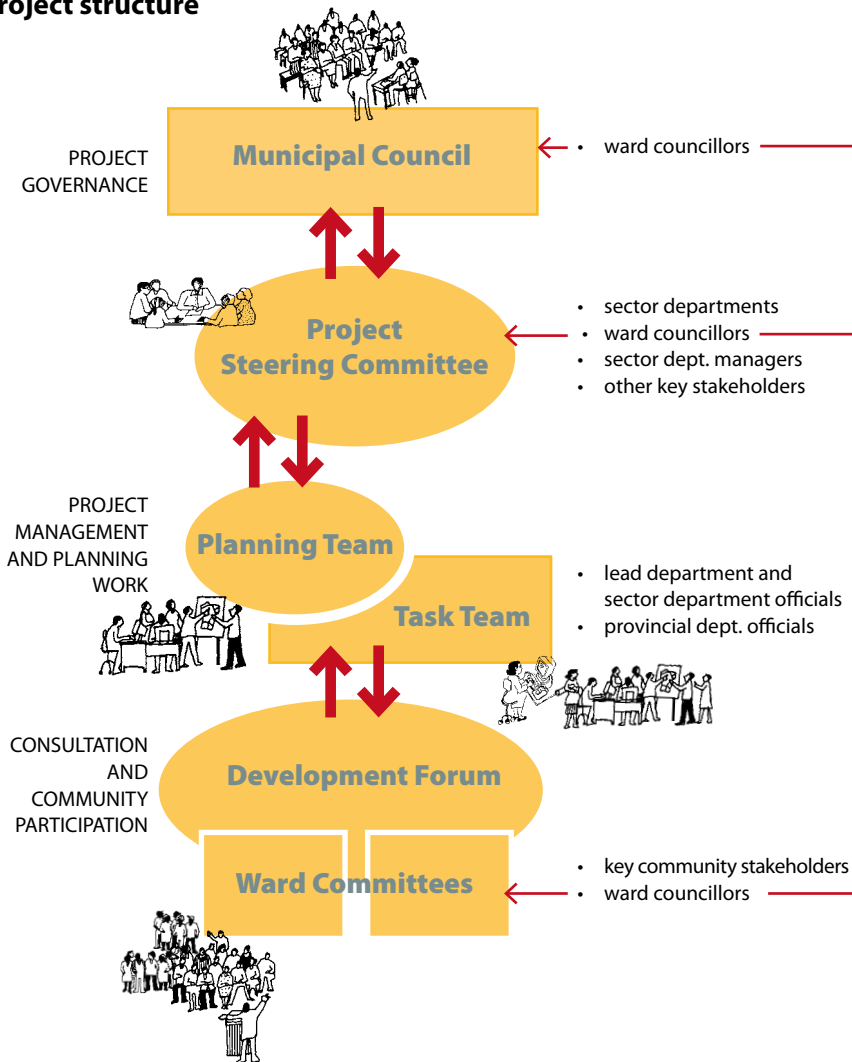 roject structure
PROJECT
GOVERNANCE
Municipal Council
• ward councillors
Project
Steering Committee
• sector departments
• ward councillors
• sector dept. managers
• other key stakeholders
PROJECT
MANAGEMENT
AND PLANNING
WORK
Planning Team
Task Team
• lead department and
sector department officials
• provincial dept. officials
CONSULTATION
AND
COMMUNITY
PARTICIPATION
Development Forum
Ward Committees
• key community stakeholders
• ward councillors